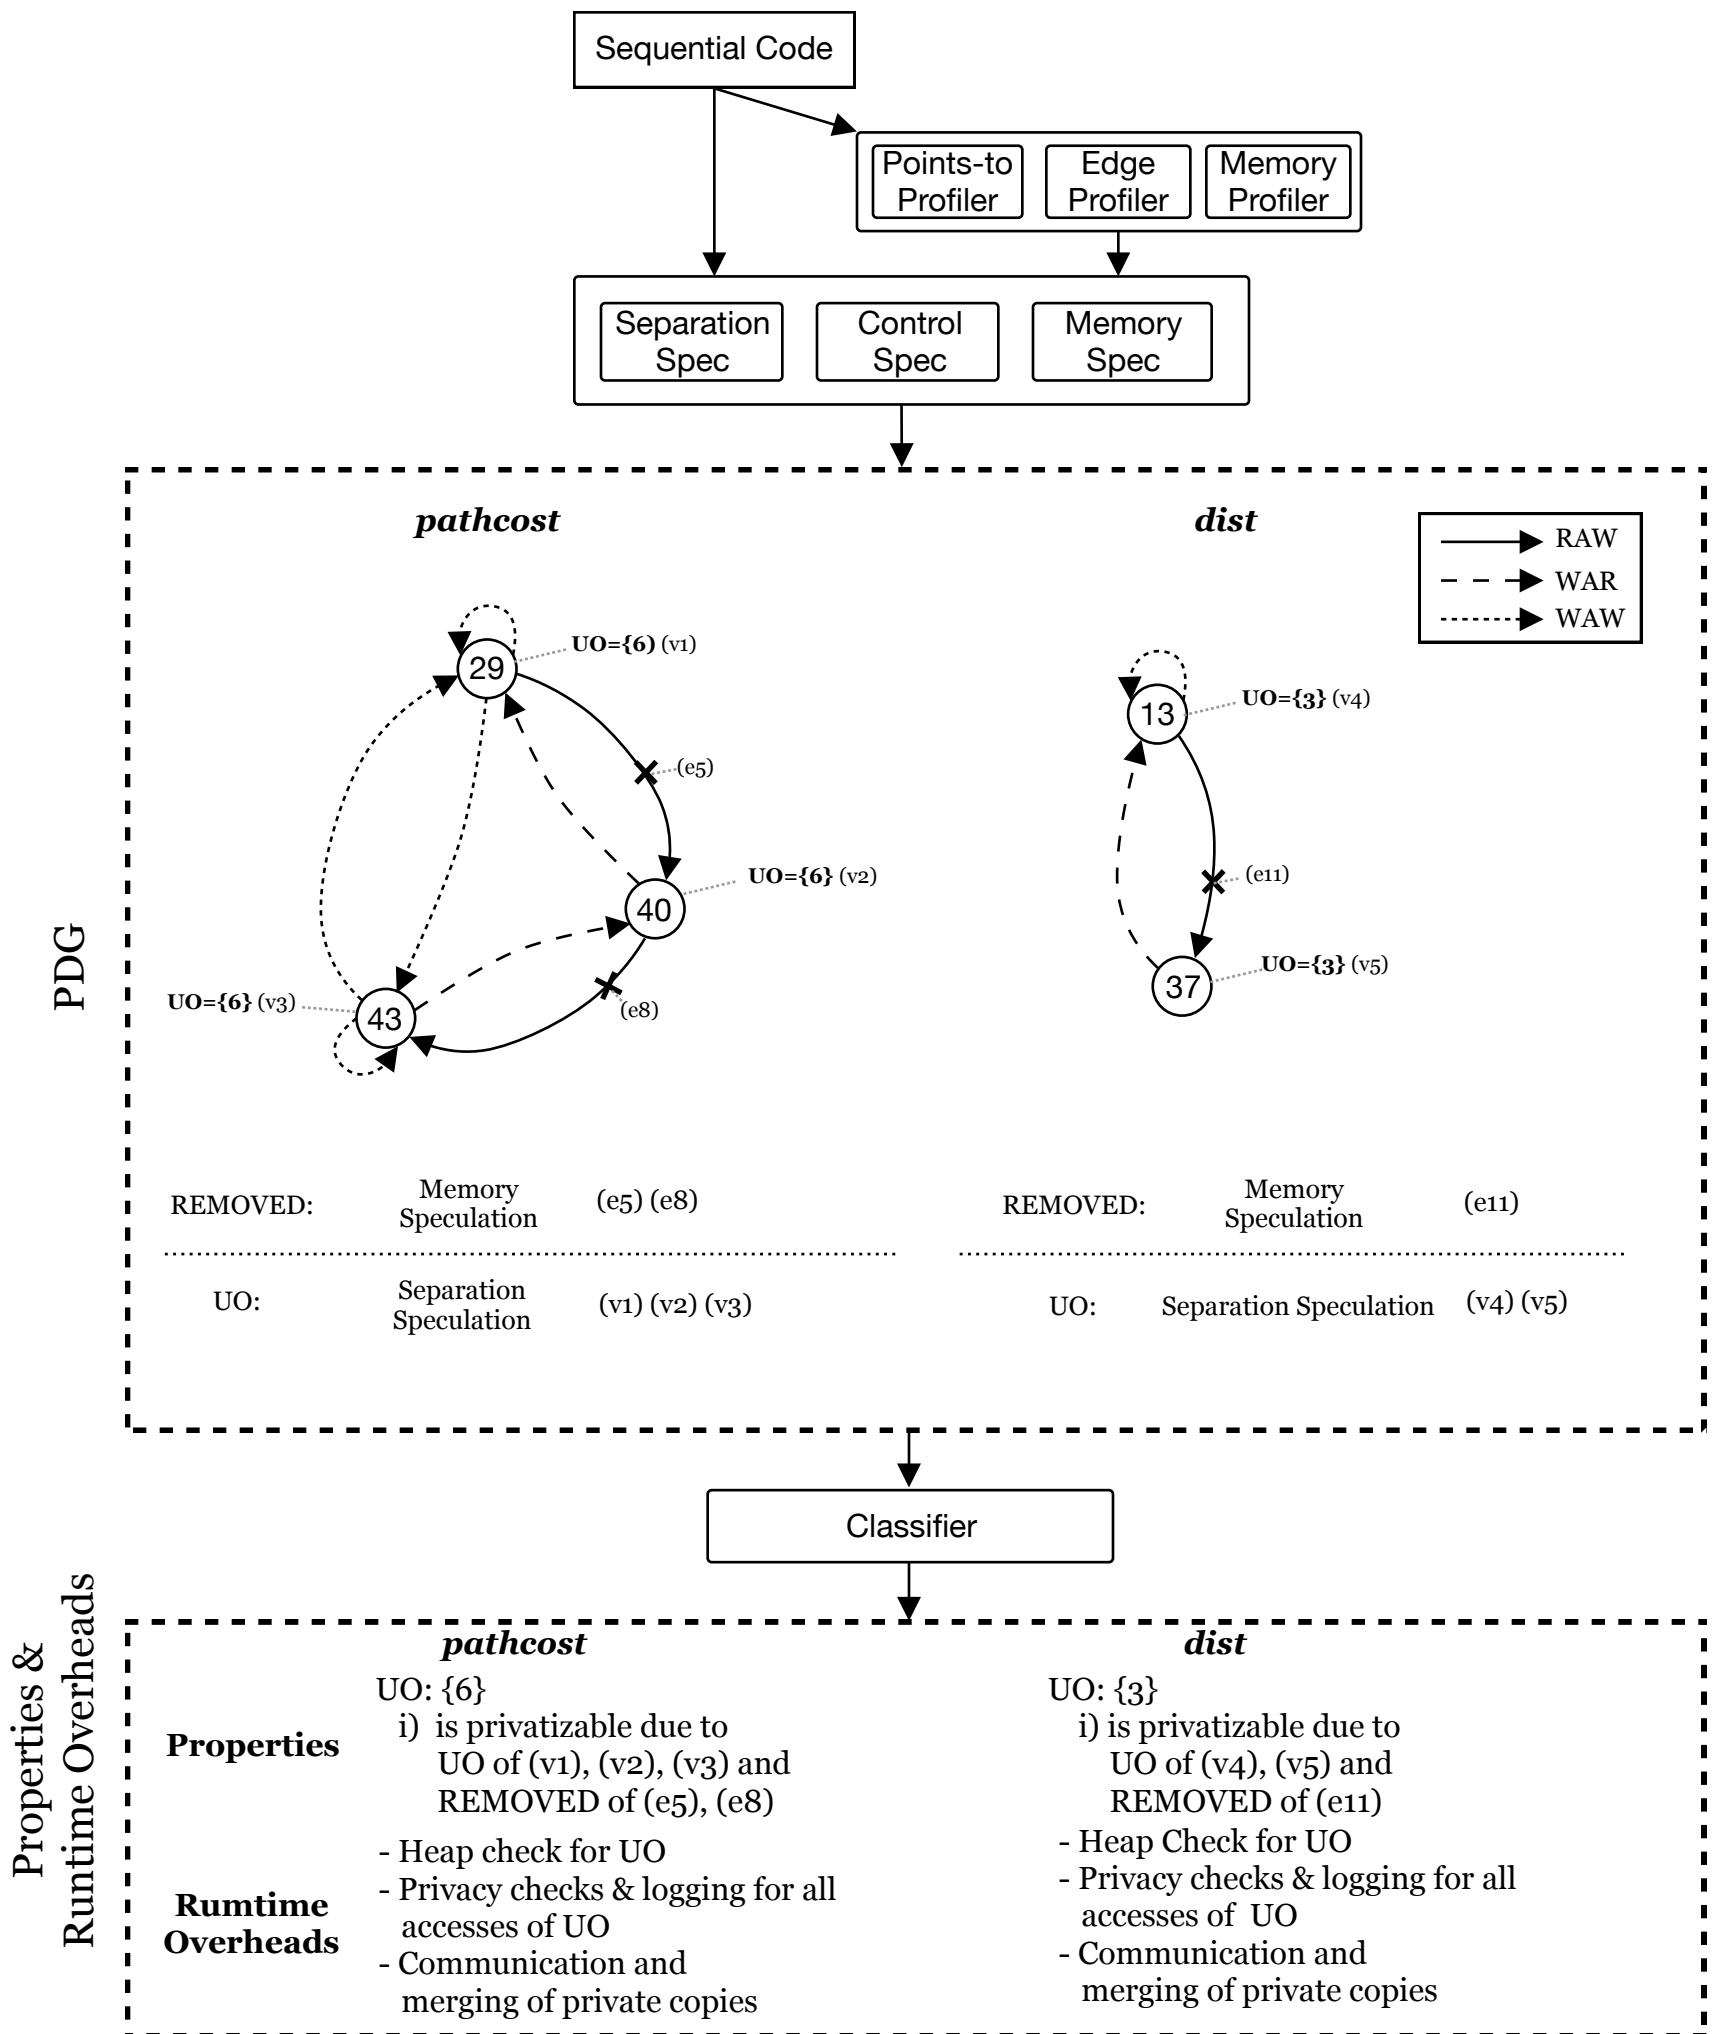 Sequential Code
Points-to
Profiler
Edge
Profiler
Memory
Profiler
Separation
Spec
Control
Spec
Memory
Spec
PDG
pathcost
dist
RAW
WAR
WAW
29
UO={6) (v1)
(e5)
40
UO={6} (v2)
43
UO={6} (v3)
(e8)
13
UO={3} (v4)
(e11)
37
UO={3} (v5)
REMOVED:
Memory
Speculation
(e5) (e8)
UO:
Separation
Speculation
(v1) (v2) (v3)
REMOVED:
Memory
Speculation
(e11)
UO:
Separation Speculation
(v4) (v5)
Classifier
Properties &
Runtime Overheads
pathcost
dist
Properties
UO: {6}
i) is privatizable due to
UO of (v1), (v2), (v3) and
REMOVED of (e5), (e8)
UO: {3}
i) is privatizable due to
UO of (v4), (v5) and
REMOVED of (e11)
Rumtime
Overheads
- Heap check for UO
- Privacy checks & logging for all
accesses of UO
- Communication and
merging of private copies
- Heap Check for UO
- Privacy checks & logging for all
accesses of UO
- Communication and
merging of private copies